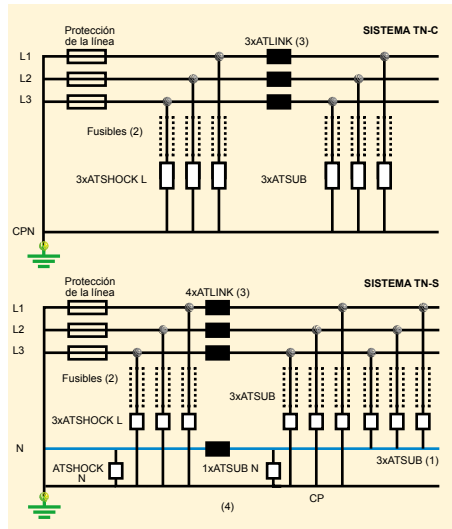 Protección
de la línea
3xATLINK (3)
SISTEMA TN-C
L1
L2
L3
Fusibles (2)
3xATSHOCK L
3xATSUB
CPN
Protección
de la línea
4xATLINK (3)
SISTEMA TN-S
L1
L2
L3
Fusibles (2)
3xATSUB
3xATSHOCK L
N
ATSHOCK
N
1xATSUB N
3xATSUB (1)
CP
(4)